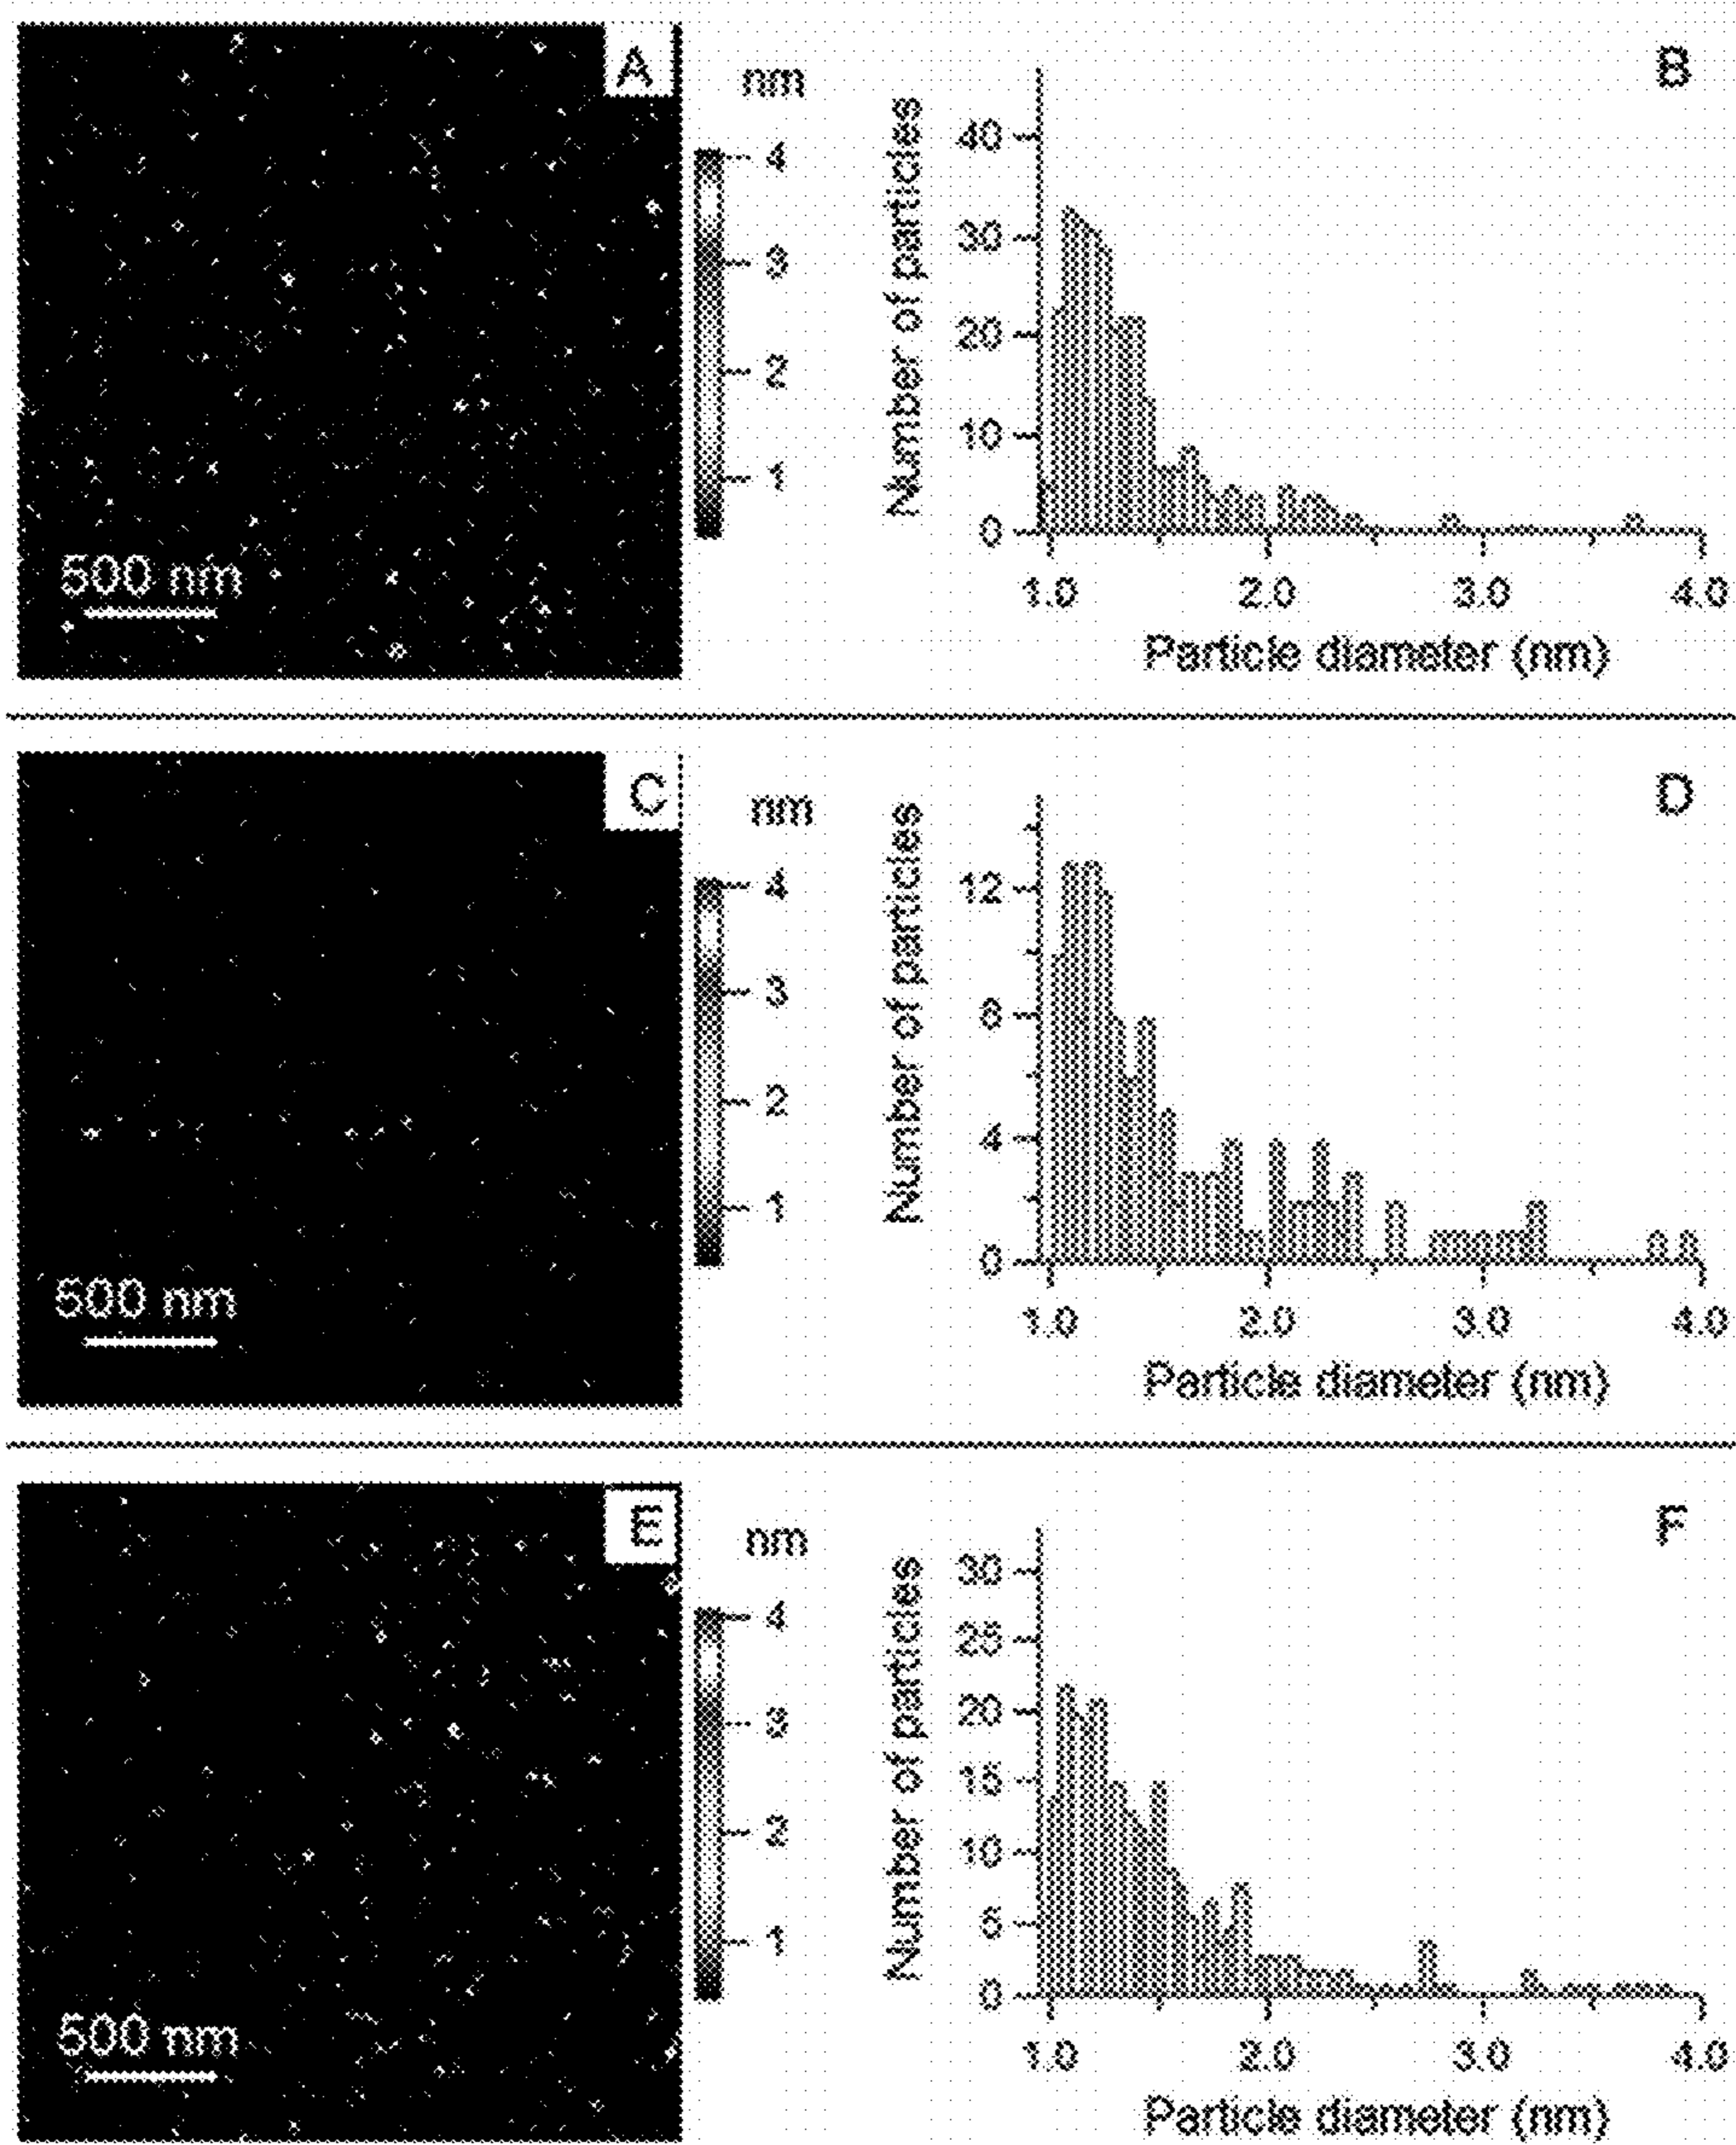 A
nm
4
3
2
1
500 nm
B
Number of particles
40
30
20
10
0
1.0 2.0 3.0 4.0
Particle diameter (nm)
C
nm
4
3
2
1
500 nm
D
Number of particles
12
8
4
0
1.0 2.0 3.0 4.0
Particle diameter (nm)
E
nm
4
3
2
1
500 nm
F
Number of particles
30
25
20
15
10
5
0
1.0 2.0 3.0 4.0
Particle diameter (nm)